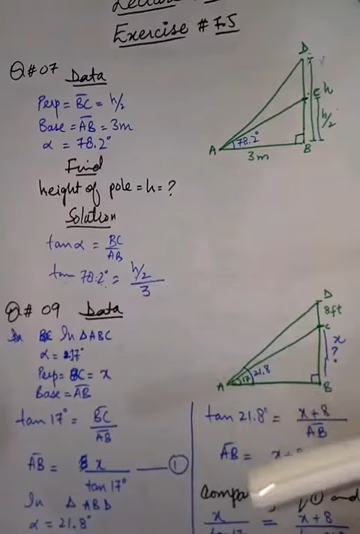 Exercise # 7.5
Q#07 Data
Perp = BC = h/2
Base = AB = 3m
α = 78.2°
Find
height of pole = h = ?
Solution
tanα = BC/AB
tan 78.2° = h/2 / 3
D
C
h
h/2
A
78.2°
B
3m
Q# 09 Data
In ΔABC
α = 17°
Perp = BC = x
Base = AB
tan 17° = BC/AB
AB = x / tan 17° — ①
In Δ ABD
α = 21.8°
D
8ft
C
x
?
A
17
21.8
B
tan 21.8° = x+8 / AB
AB =
① and
x = x+8